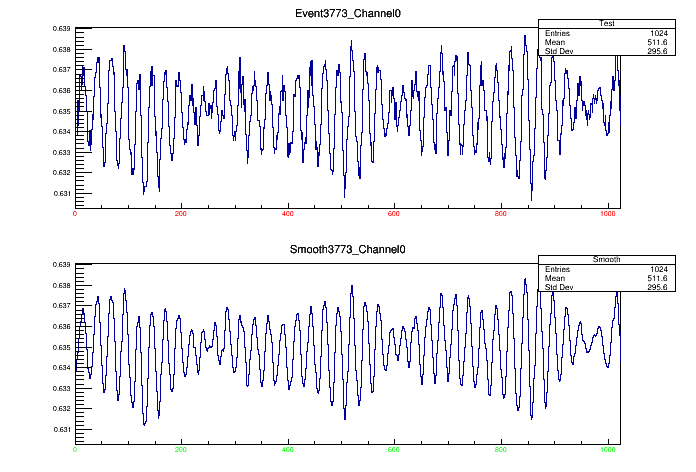 Event3773_Channel0
Test
Entries 1024
Mean 511.6
Std Dev 295.6
0.639
0.638
0.637
0.636
0.635
0.634
0.633
0.632
0.631
0 200 400 600 800 1000
Smooth3773_Channel0
Smooth
Entries 1024
Mean 511.6
Std Dev 295.6
0.639
0.638
0.637
0.636
0.635
0.634
0.633
0.632
0.631
0 200 400 600 800 1000